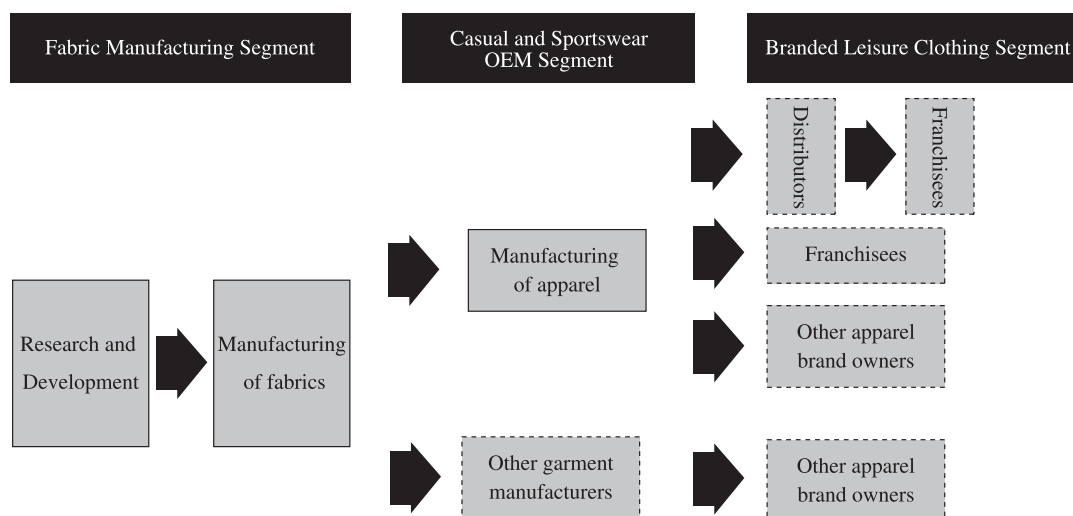 Fabric Manufacturing Segment
Casual and Sportswear
OEM Segment
Branded Leisure Clothing Segment
Distributors
Franchisees
Manufacturing
of apparel
Franchisees
Research and
Development
Manufacturing
of fabrics
Other apparel
brand owners
Other garment
manufacturers
Other apparel
brand owners